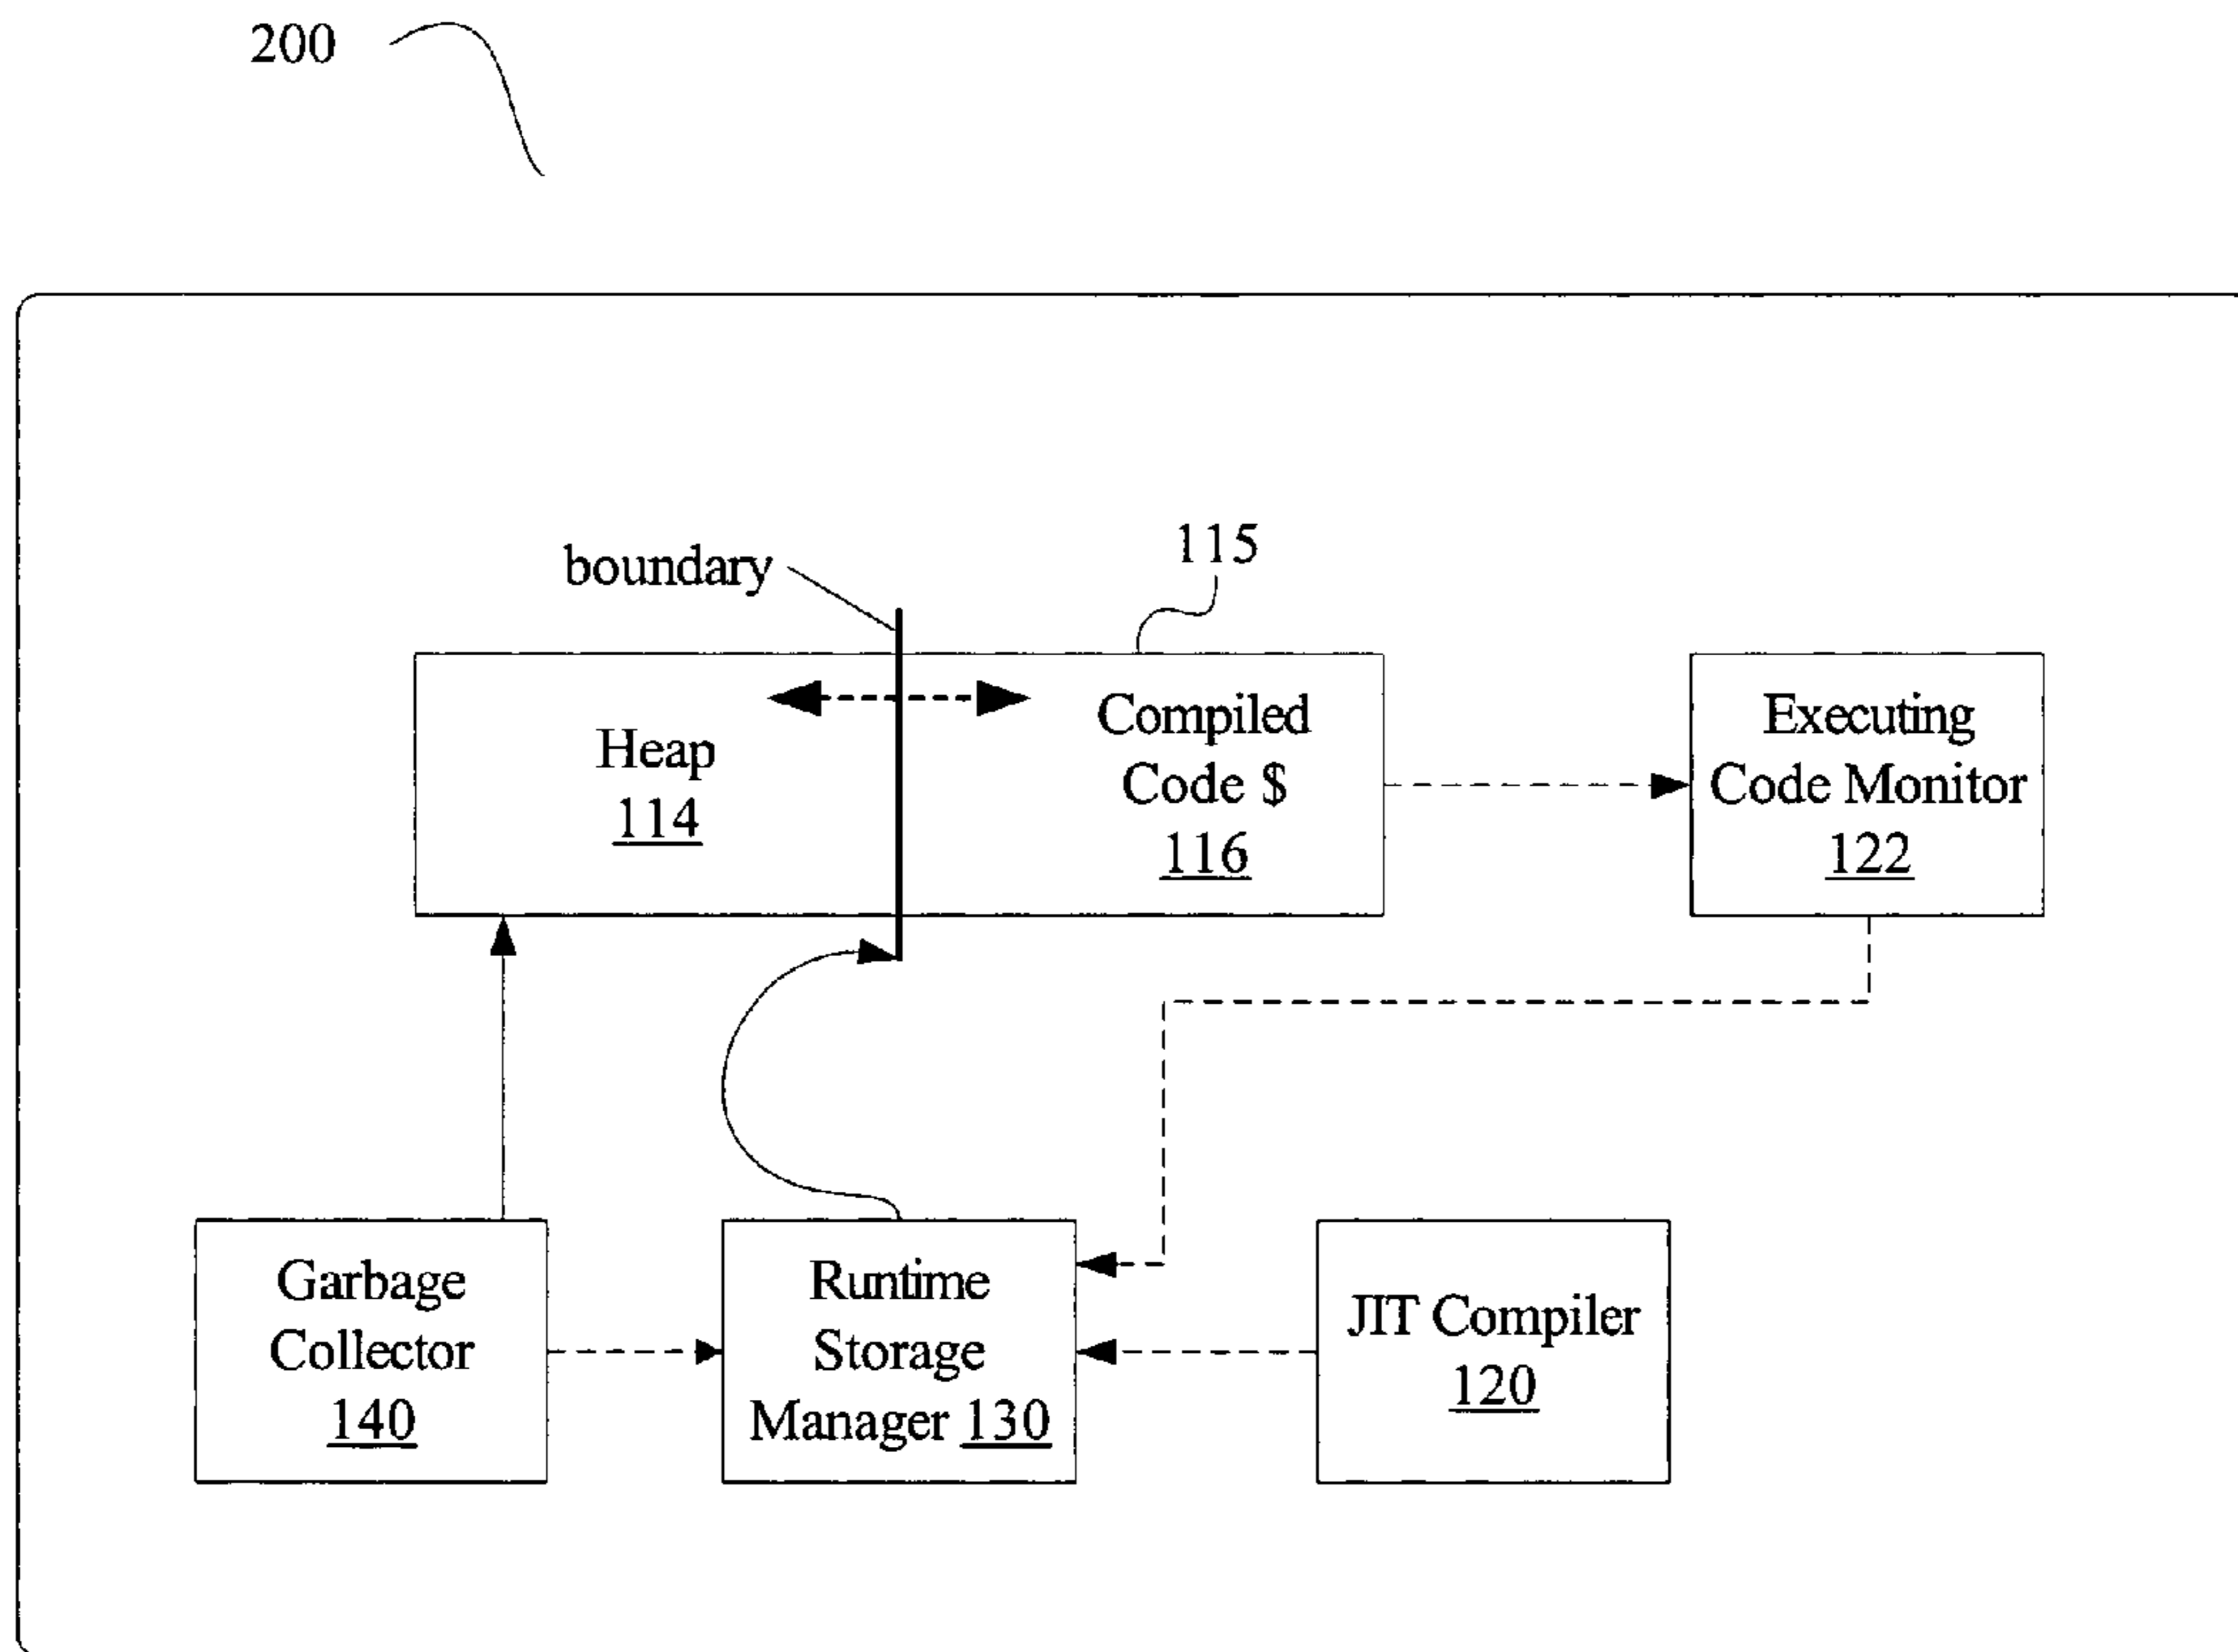 200
boundary
115
Heap
114
Compiled
Code $
116
Executing
Code Monitor
122
Garbage
Collector
140
Runtime
Storage
Manager 130
JIT Compiler
120